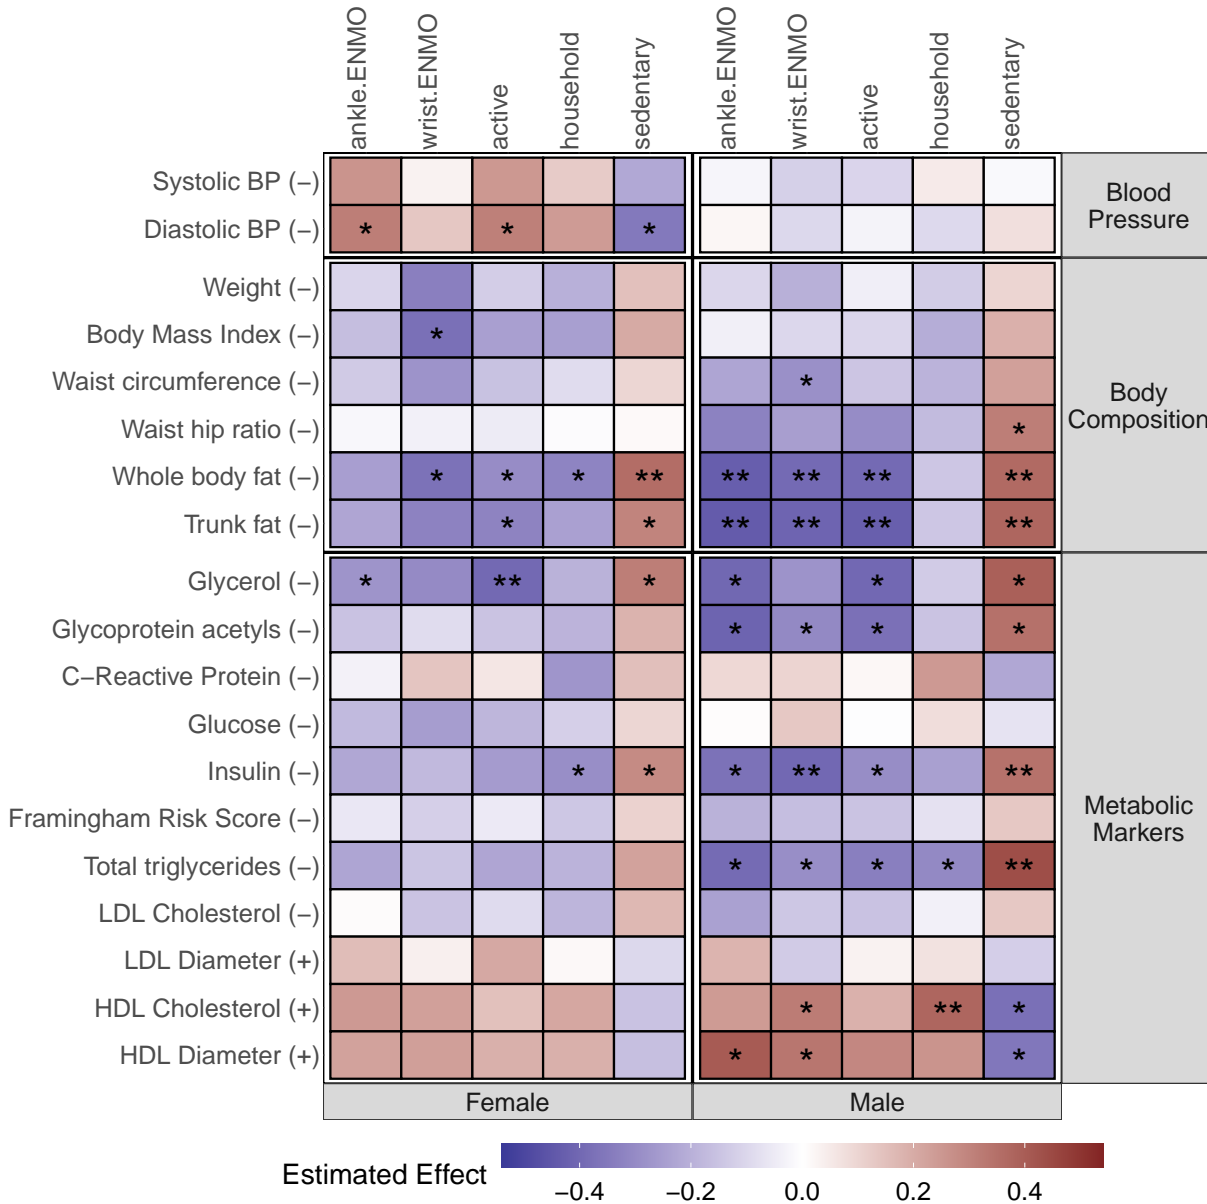 ankle.ENMO
wrist.ENMO
active
household
sedentary
ankle.ENMO
wrist.ENMO
active
household
sedentary
Systolic BP (−)
Diastolic BP (−) * * *
Blood
Pressure
Weight (−)
Body Mass Index (−) *
Waist circumference (−) *
Waist hip ratio (−) *
Whole body fat (−) * * * ** ** ** ** **
Trunk fat (−) * * ** ** ** **
Body
Composition
Glycerol (−) * ** * * * *
Glycoprotein acetyls (−) * * * *
C−Reactive Protein (−)
Glucose (−)
Insulin (−) * * * ** * **
Framingham Risk Score (−)
Total triglycerides (−) * * * * **
LDL Cholesterol (−)
LDL Diameter (+)
HDL Cholesterol (+) * ** *
HDL Diameter (+) * * *
Metabolic
Markers
Female
Male
Estimated Effect
−0.4 −0.2 0.0 0.2 0.4